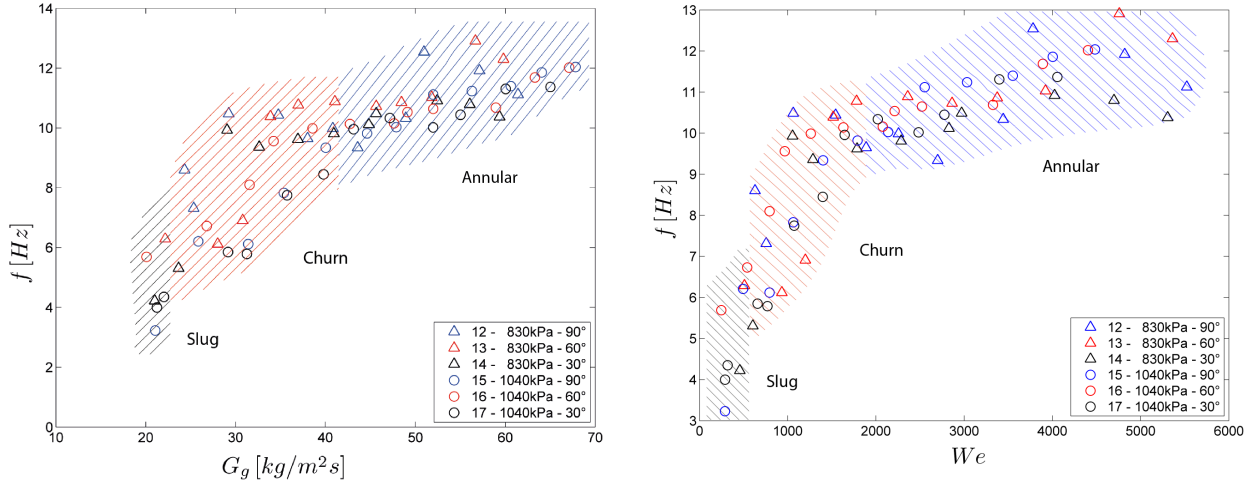 14
12
10
8
6
4
2
0
f [Hz]
Annular
Churn
Slug
12 - 830kPa - 90°
13 - 830kPa - 60°
14 - 830kPa - 30°
15 - 1040kPa - 90°
16 - 1040kPa - 60°
17 - 1040kPa - 30°
10 20 30 40 50 60 70
G_g [kg/m²s]
13
12
11
10
9
8
7
6
5
4
3
f [Hz]
Annular
Churn
Slug
12 - 830kPa - 90°
13 - 830kPa - 60°
14 - 830kPa - 30°
15 - 1040kPa - 90°
16 - 1040kPa - 60°
17 - 1040kPa - 30°
0 1000 2000 3000 4000 5000 6000
We